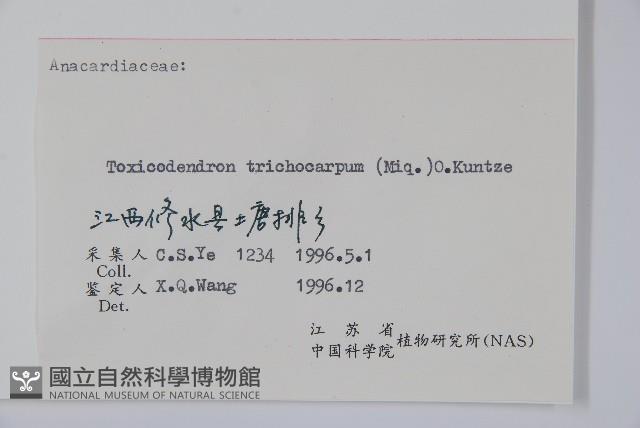 Anacardiaceae:
Toxicodendron trichocarpum (Miq.)O.Kuntze
江西修水县土塘排乡
采集人 C.S.Ye 1234 1996.5.1
Coll.
鉴定人 X.Q.Wang 1996.12
Det.
江苏省
中国科学院植物研究所(NAS)
國立自然科學博物館
NATIONAL MUSEUM OF NATURAL SCIENCE